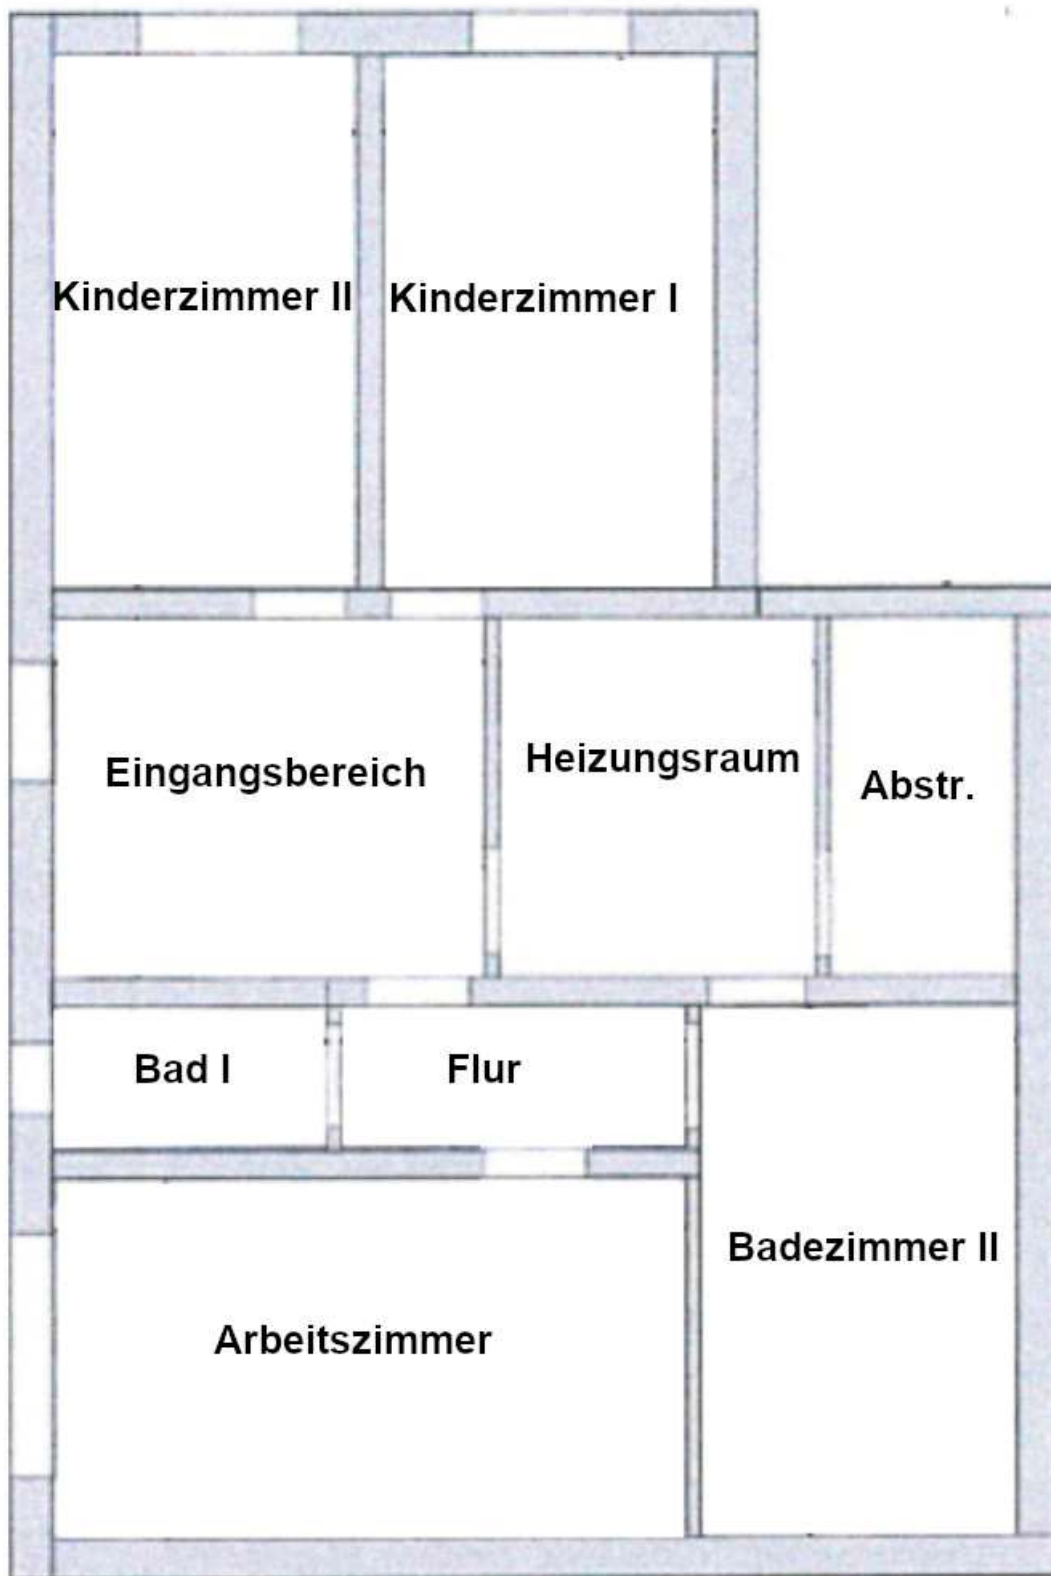 Kinderzimmer II
Kinderzimmer I
Eingangsbereich
Heizungsraum
Abstr.
Bad I
Flur
Badezimmer II
Arbeitszimmer